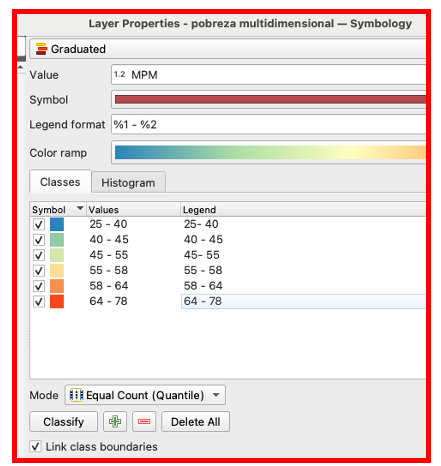 Layer Properties - pobreza multidimensional — Symbology
Graduated
Value 1.2 MPM
Symbol
Legend format %1 - %2
Color ramp
Classes Histogram
Symbol Values Legend
25 - 40 25- 40
40 - 45 40 - 45
45 - 55 45- 55
55 - 58 55 - 58
58 - 64 58 - 64
64 - 78 64 - 78
Mode Equal Count (Quantile)
Classify Delete All
Link class boundaries